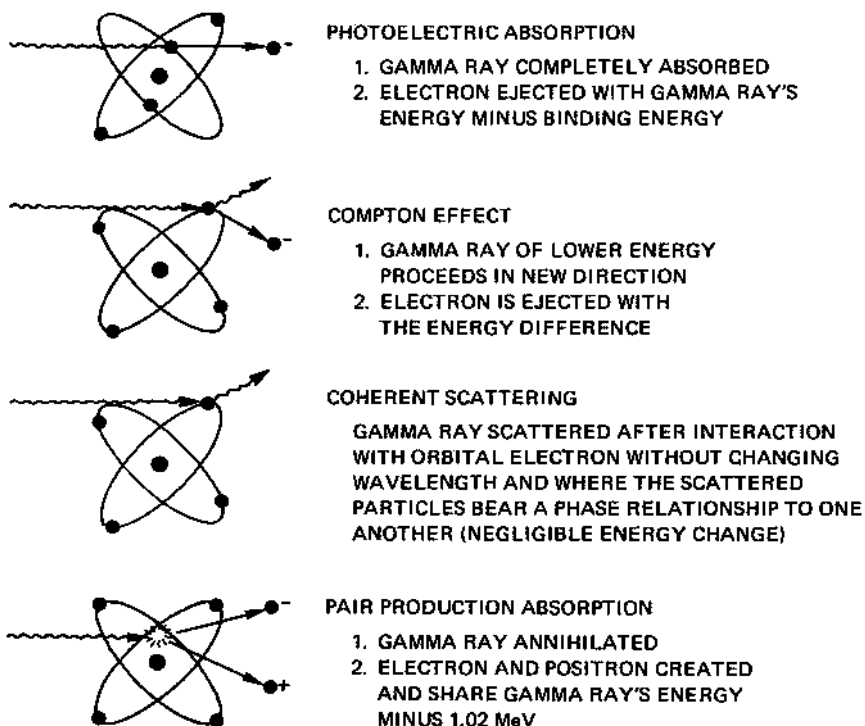 PHOTOELECTRIC ABSORPTION
1. GAMMA RAY COMPLETELY ABSORBED
2. ELECTRON EJECTED WITH GAMMA RAY'S
ENERGY MINUS BINDING ENERGY
-
COMPTON EFFECT
1. GAMMA RAY OF LOWER ENERGY
PROCEEDS IN NEW DIRECTION
2. ELECTRON IS EJECTED WITH
THE ENERGY DIFFERENCE
-
COHERENT SCATTERING
GAMMA RAY SCATTERED AFTER INTERACTION
WITH ORBITAL ELECTRON WITHOUT CHANGING
WAVELENGTH AND WHERE THE SCATTERED
PARTICLES BEAR A PHASE RELATIONSHIP TO ONE
ANOTHER (NEGLIGIBLE ENERGY CHANGE)
PAIR PRODUCTION ABSORPTION
1. GAMMA RAY ANNIHILATED
2. ELECTRON AND POSITRON CREATED
AND SHARE GAMMA RAY'S ENERGY
MINUS 1.02 MeV
-
+